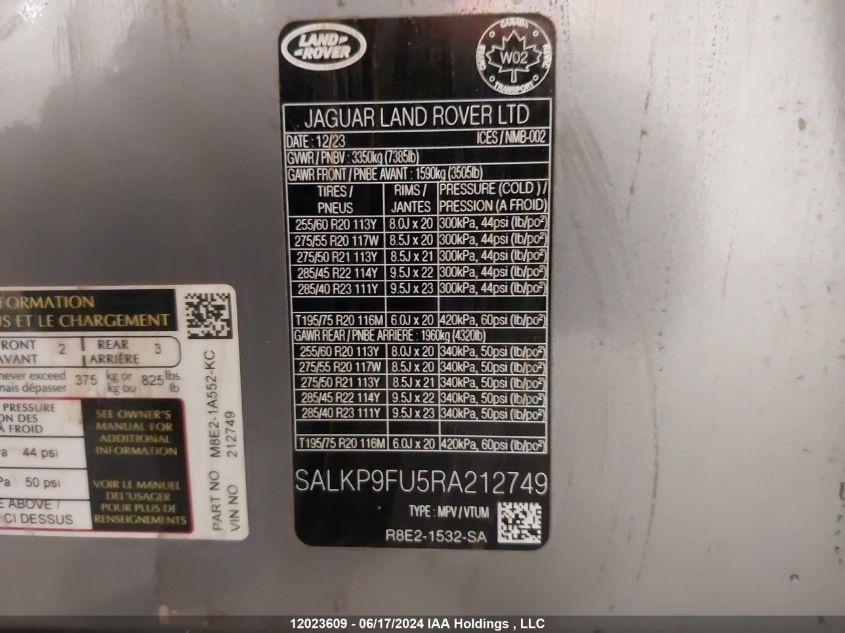 LAND ROVER
CANADA
W02
TRANSPORT
JAGUAR LAND ROVER LTD
DATE : 12/23 ICES / NMB-002
GVWR / PNBV : 3350kg (7385lb)
GAWR FRONT / PNBE AVANT : 1590kg (3505lb)
TIRES / PNEUS RIMS / JANTES PRESSURE (COLD ) / PRESSION (A FROID)
255/60 R20 113Y 8.0J x 20 300kPa, 44psi (lb/po²)
275/55 R20 117W 8.5J x 20 300kPa, 44psi (lb/po²)
275/50 R21 113Y 8.5J x 21 300kPa, 44psi (lb/po²)
285/45 R22 114Y 9.5J x 22 300kPa, 44psi (lb/po²)
285/40 R23 111Y 9.5J x 23 300kPa, 44psi (lb/po²)
T195/75 R20 116M 6.0J x 20 420kPa, 60psi (lb/po²)
GAWR REAR / PNBE ARRIERE : 1960kg (4320lb)
255/60 R20 113Y 8.0J x 20 340kPa, 50psi (lb/po²)
275/55 R20 117W 8.5J x 20 340kPa, 50psi (lb/po²)
275/50 R21 113Y 8.5J x 21 340kPa, 50psi (lb/po²)
285/45 R22 114Y 9.5J x 22 340kPa, 50psi (lb/po²)
285/40 R23 111Y 9.5J x 23 340kPa, 50psi (lb/po²)
T195/75 R20 116M 6.0J x 20 420kPa, 60psi (lb/po²)
SALKP9FU5RA212749
TYPE : MPV / VTUM
R8E2-1532-SA
FORMATION
US ET LE CHARGEMENT
FRONT 2 REAR 3
AVANT ARRIÈRE
never exceed 375 kg or 825 lbs.
mais dépasser kg ou lb
PRESSURE
ON DES
À FROID
a 44 psi
Pa 50 psi
E ABOVE /
CI DESSUS
SEE OWNER'S
MANUAL FOR
ADDITIONAL
INFORMATION
VOIR LE MANUEL
DEL'USAGER
POUR PLUS DE
RENSEIGNEMENTS
PART NO M8E2-1A552-KC
VIN NO 212749
12023609 - 06/17/2024 IAA Holdings , LLC